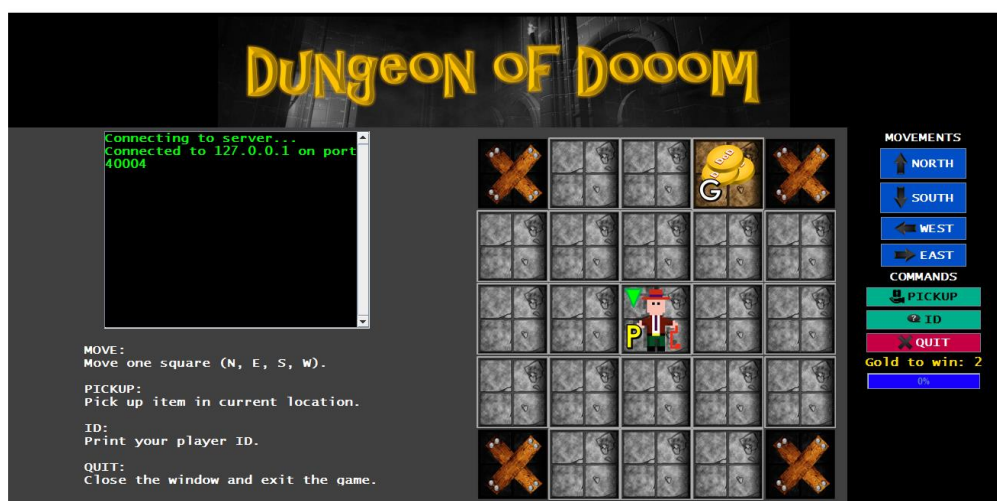 DUNGEON OF DOOOM
Connecting to server...
Connected to 127.0.0.1 on port
40004
MOVE:
Move one square (N, E, S, W).
PICKUP:
Pick up item in current location.
ID:
Print your player ID.
QUIT:
Close the window and exit the game.
G
P
MOVEMENTS
NORTH
SOUTH
WEST
EAST
COMMANDS
PICKUP
ID
QUIT
Gold to win: 2
0%